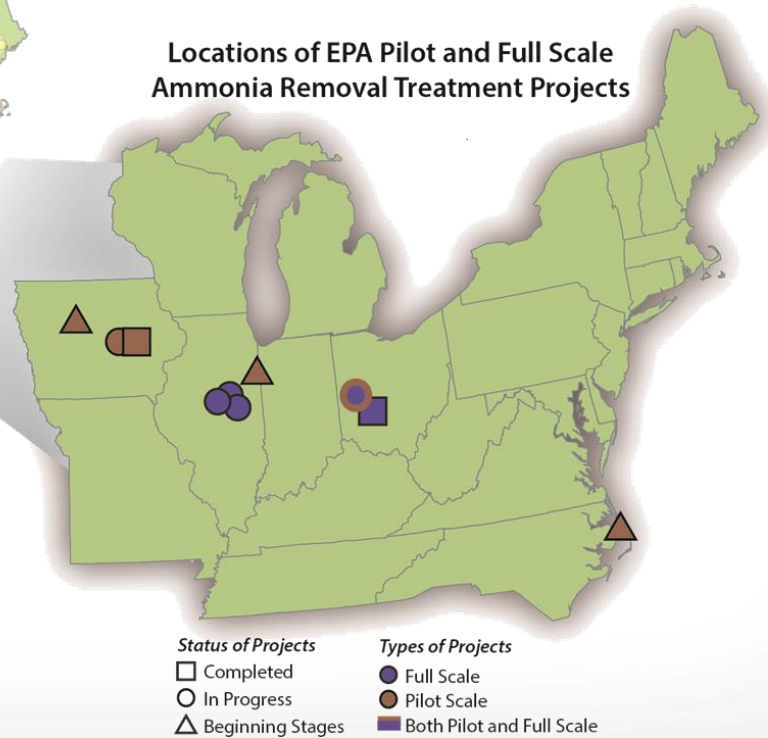 Locations of EPA Pilot and Full Scale
Ammonia Removal Treatment Projects
Status of Projects
Completed
In Progress
Beginning Stages
Types of Projects
Full Scale
Pilot Scale
Both Pilot and Full Scale